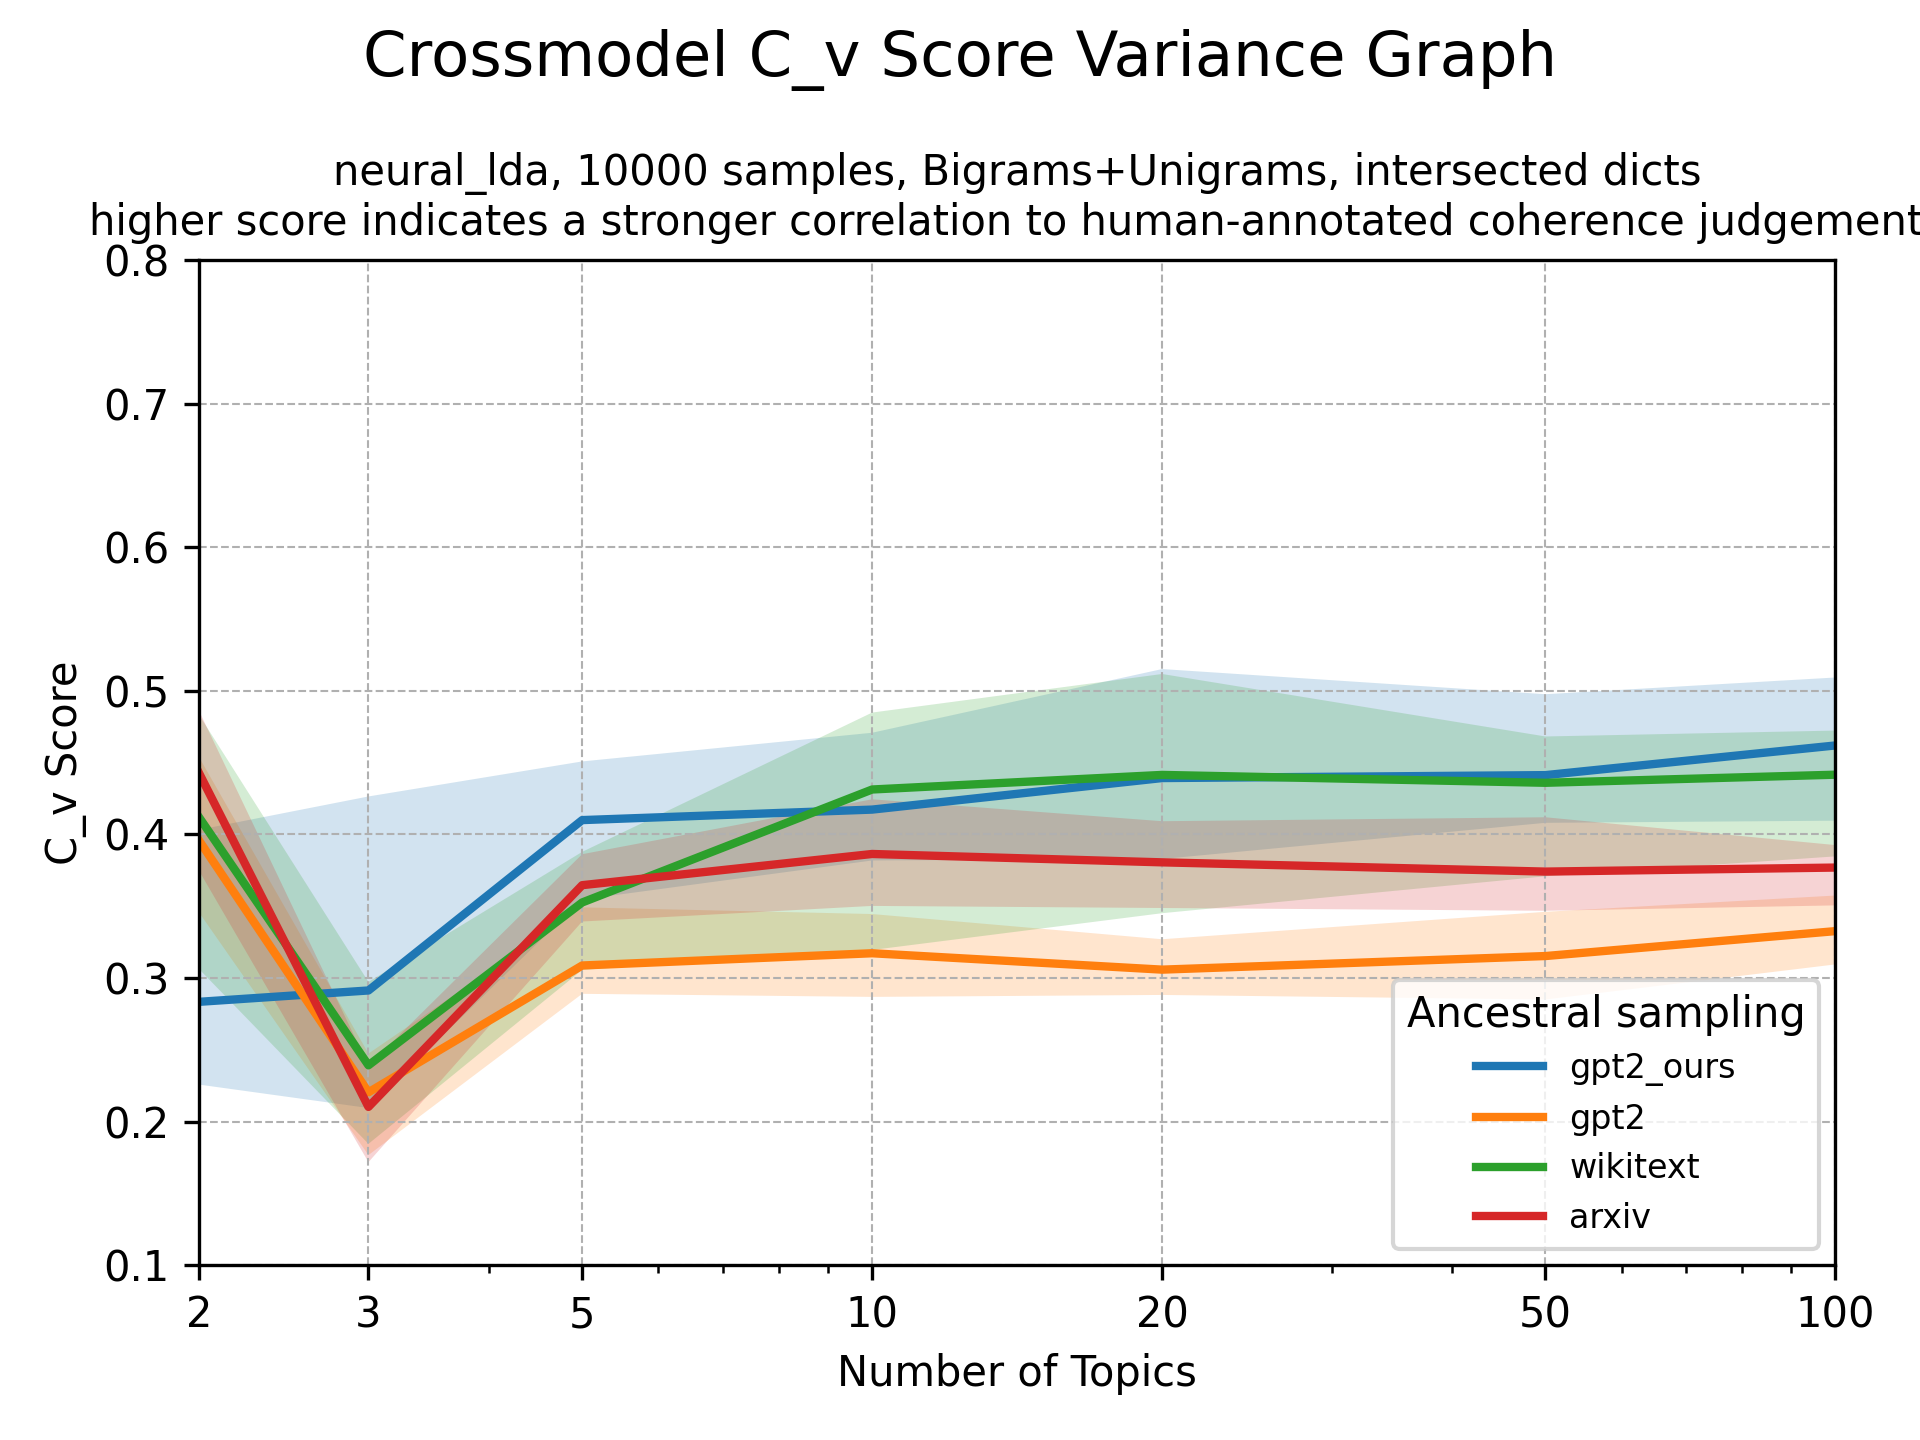 Crossmodel C_v Score Variance Graph
neural_lda, 10000 samples, Bigrams+Unigrams, intersected dicts
higher score indicates a stronger correlation to human-annotated coherence judgement
0.8
0.7
0.6
0.5
0.4
0.3
0.2
0.1
C_v Score
Ancestral sampling
gpt2_ours
gpt2
wikitext
arxiv
2 3 5 10 20 50 100
Number of Topics